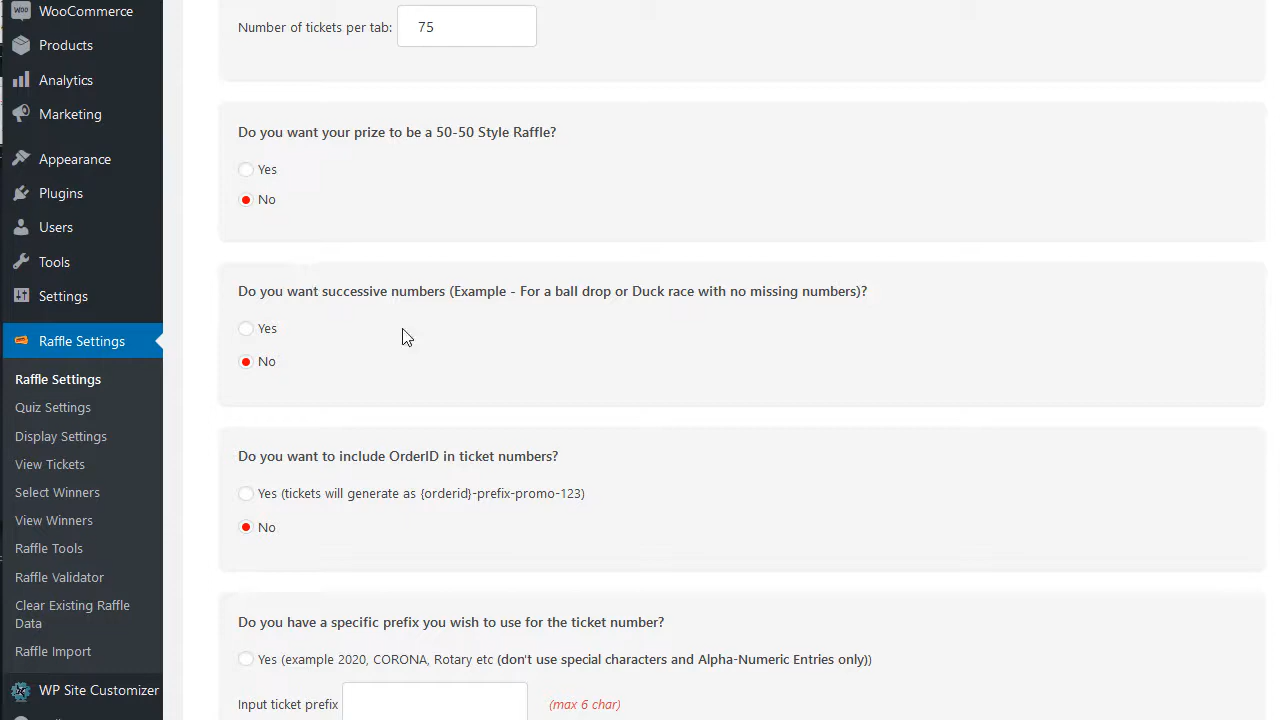 WooCommerce
Products
Analytics
Marketing
Appearance
Plugins
Users
Tools
Settings
Raffle Settings
Raffle Settings
Quiz Settings
Display Settings
View Tickets
Select Winners
View Winners
Raffle Tools
Raffle Validator
Clear Existing Raffle
Data
Raffle Import
WP Site Customizer
Number of tickets per tab: 75
Do you want your prize to be a 50-50 Style Raffle?
Yes
No
Do you want successive numbers (Example - For a ball drop or Duck race with no missing numbers)?
Yes
No
Do you want to include OrderID in ticket numbers?
Yes (tickets will generate as {orderid}-prefix-promo-123)
No
Do you have a specific prefix you wish to use for the ticket number?
Yes (example 2020, CORONA, Rotary etc (don't use special characters and Alpha-Numeric Entries only))
Input ticket prefix (max 6 char)